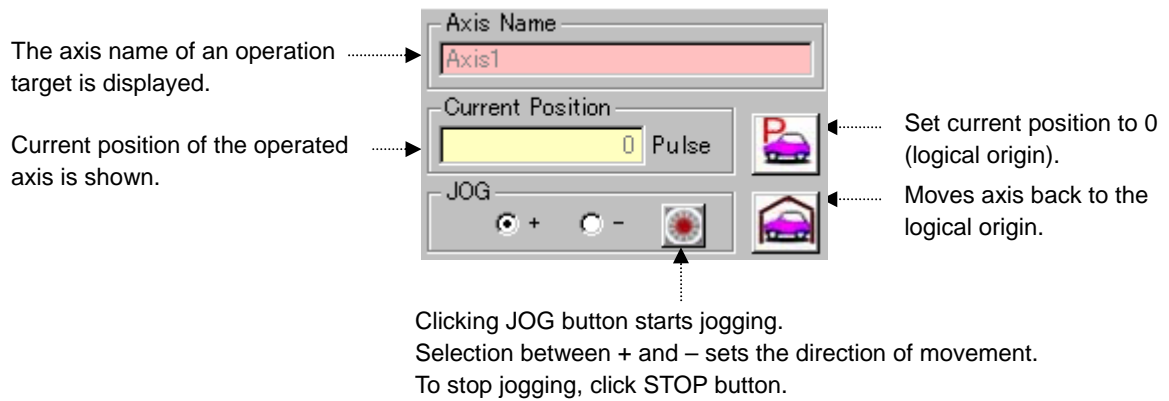 Axis Name
The axis name of an operation
target is displayed.
Axis1
Current Position
0 Pulse
P
Current position of the operated
axis is shown.
Set current position to 0
(logical origin).
JOG
+ -
Moves axis back to the
logical origin.
Clicking JOG button starts jogging.
Selection between + and – sets the direction of movement.
To stop jogging, click STOP button.